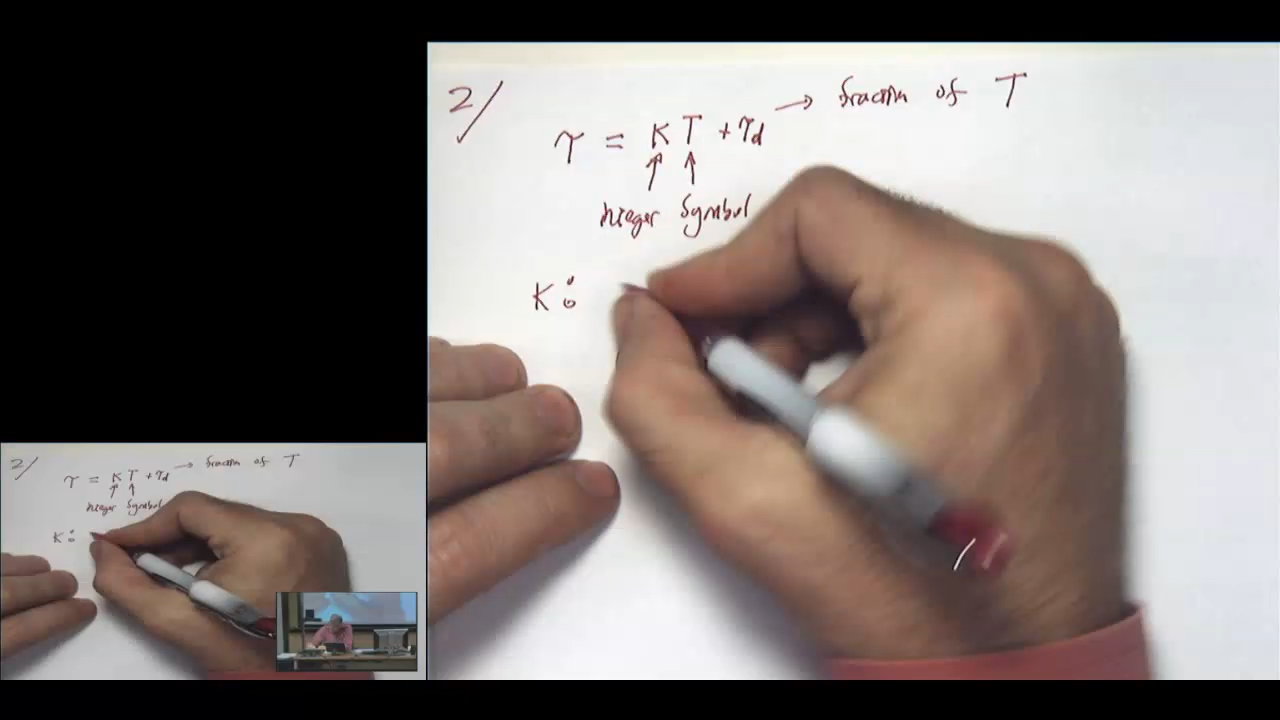 2/
τ = K T + τd → fraction of T
↑ ↑
integer Symbol
K: